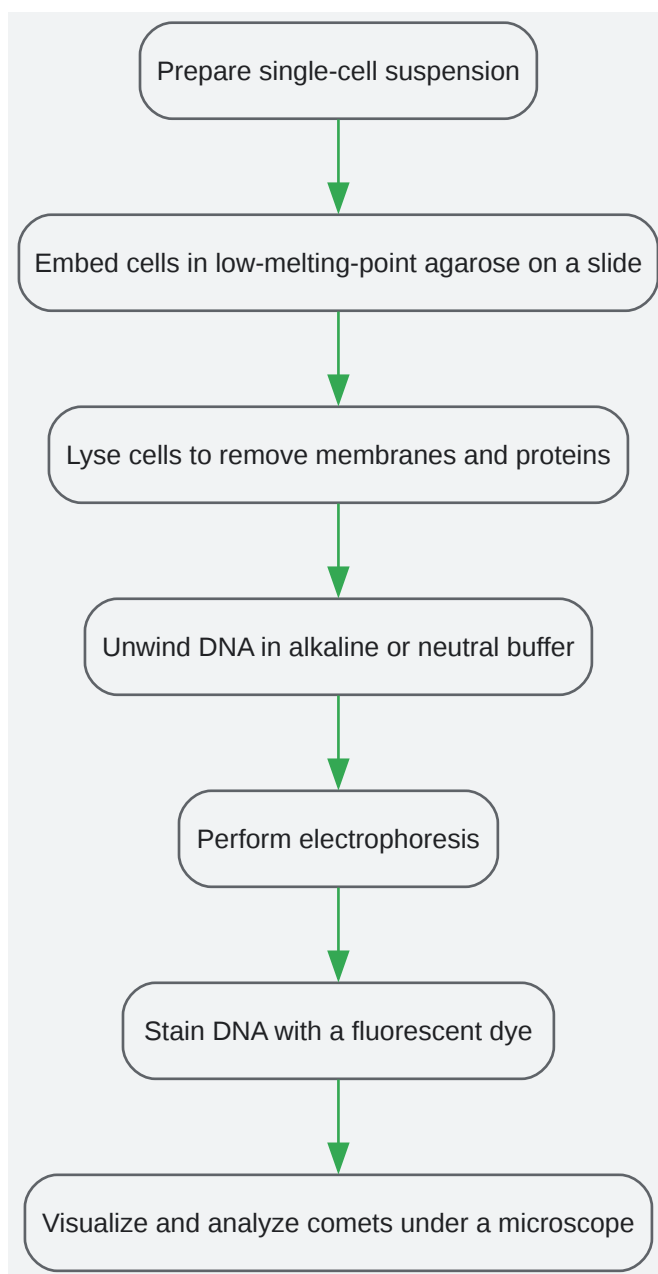 Prepare single-cell suspension
Embed cells in low-melting-point agarose on a slide
Lyse cells to remove membranes and proteins
Unwind DNA in alkaline or neutral buffer
Perform electrophoresis
Stain DNA with a fluorescent dye
Visualize and analyze comets under a microscope